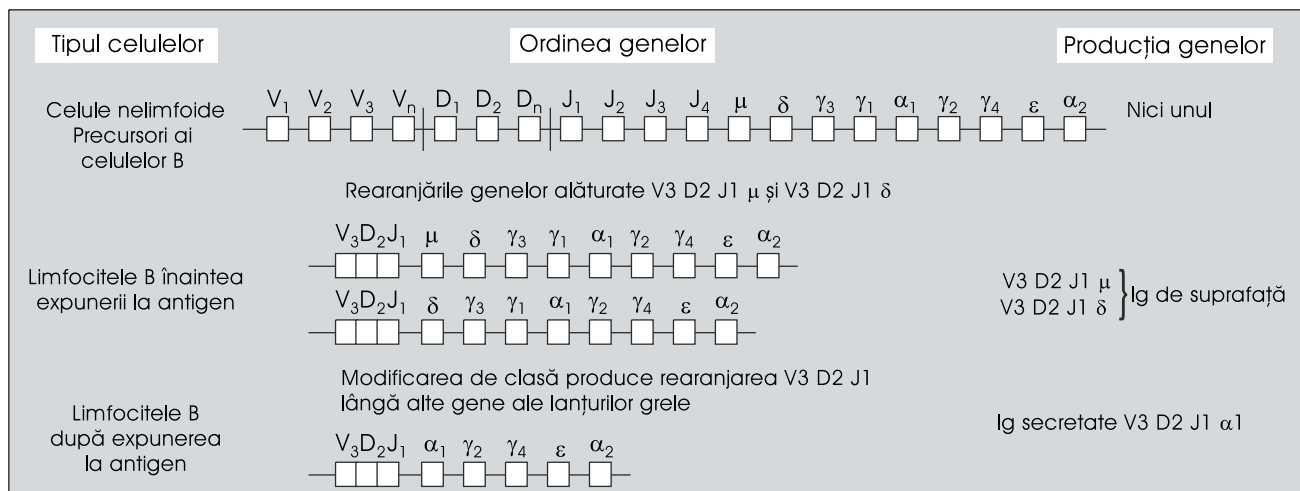 Tipul celulelor
Ordinea genelor
Producția genelor
Celule nelimfoide
Precursori ai
celulelor B
V1 V2 V3 Vn D1 D2 Dn J1 J2 J3 J4 μ δ γ3 γ1 α1 γ2 γ4 ε α2
Nici unul
Rearanjările genelor alăturate V3 D2 J1 μ și V3 D2 J1 δ
Limfocitele B înaintea
expunerii la antigen
V3D2J1 μ δ γ3 γ1 α1 γ2 γ4 ε α2
V3D2J1 δ γ3 γ1 α1 γ2 γ4 ε α2
V3 D2 J1 μ
V3 D2 J1 δ
} Ig de suprafață
Modificarea de clasă produce rearanjarea V3 D2 J1
lângă alte gene ale lanțurilor grele
Limfocitele B
după expunerea
la antigen
V3D2J1 α1 γ2 γ4 ε α2
Ig secretate V3 D2 J1 α1